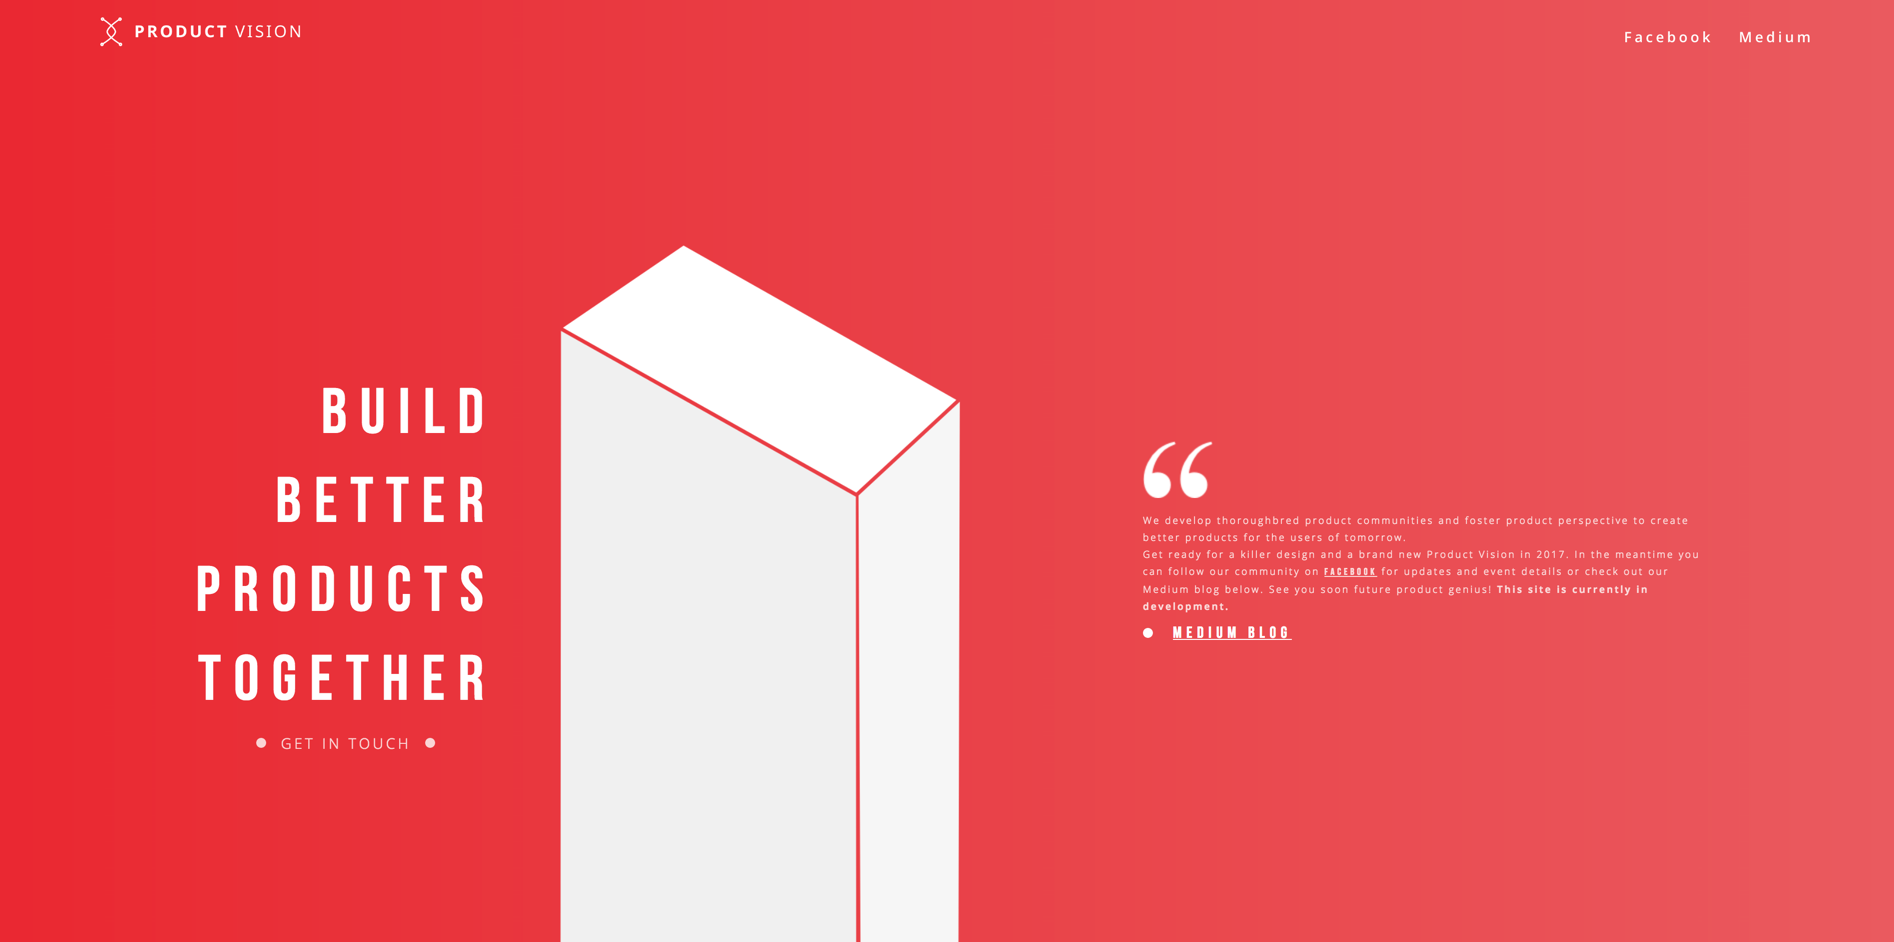 PRODUCT VISION
Facebook Medium
BUILD
BETTER
PRODUCTS
TOGETHER
GET IN TOUCH
“
We develop thoroughbred product communities and foster product perspective to create
better products for the users of tomorrow.
Get ready for a killer design and a brand new Product Vision in 2017. In the meantime you
can follow our community on FACEBOOK for updates and event details or check out our
Medium blog below. See you soon future product genius! This site is currently in
development.
MEDIUM BLOG